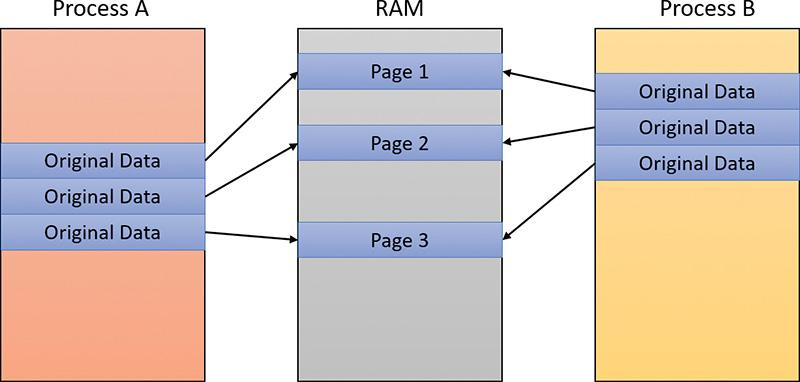 Process A
RAM
Process B
Page 1
Original Data
Original Data
Page 2
Original Data
Original Data
Original Data
Original Data
Page 3